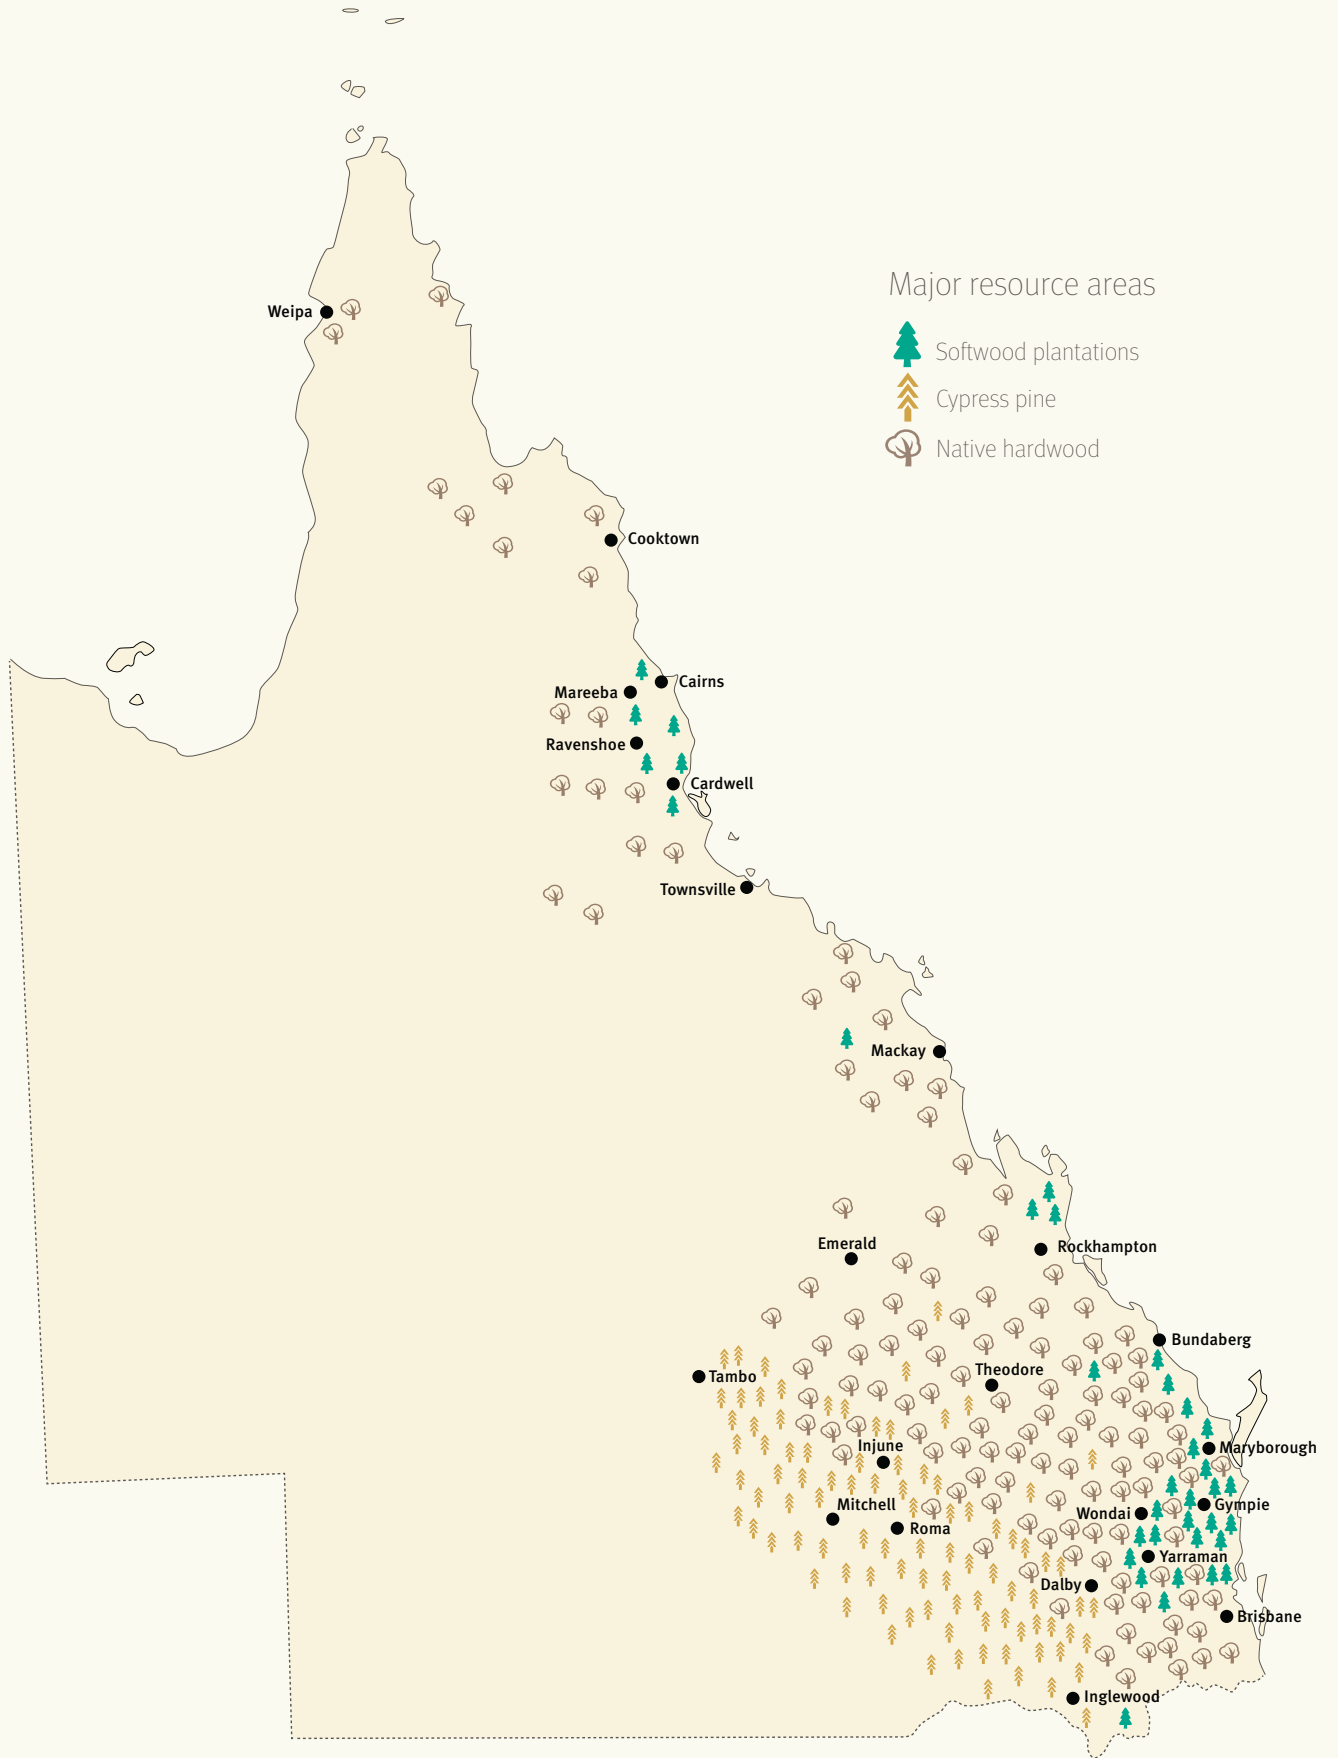 Major resource areas
Softwood plantations
Cypress pine
Native hardwood
Weipa
Cooktown
Cairns
Mareeba
Ravenshoe
Cardwell
Townsville
Mackay
Emerald
Rockhampton
Bundaberg
Theodore
Tambo
Injune
Maryborough
Mitchell
Gympie
Wondai
Roma
Yarraman
Dalby
Brisbane
Inglewood